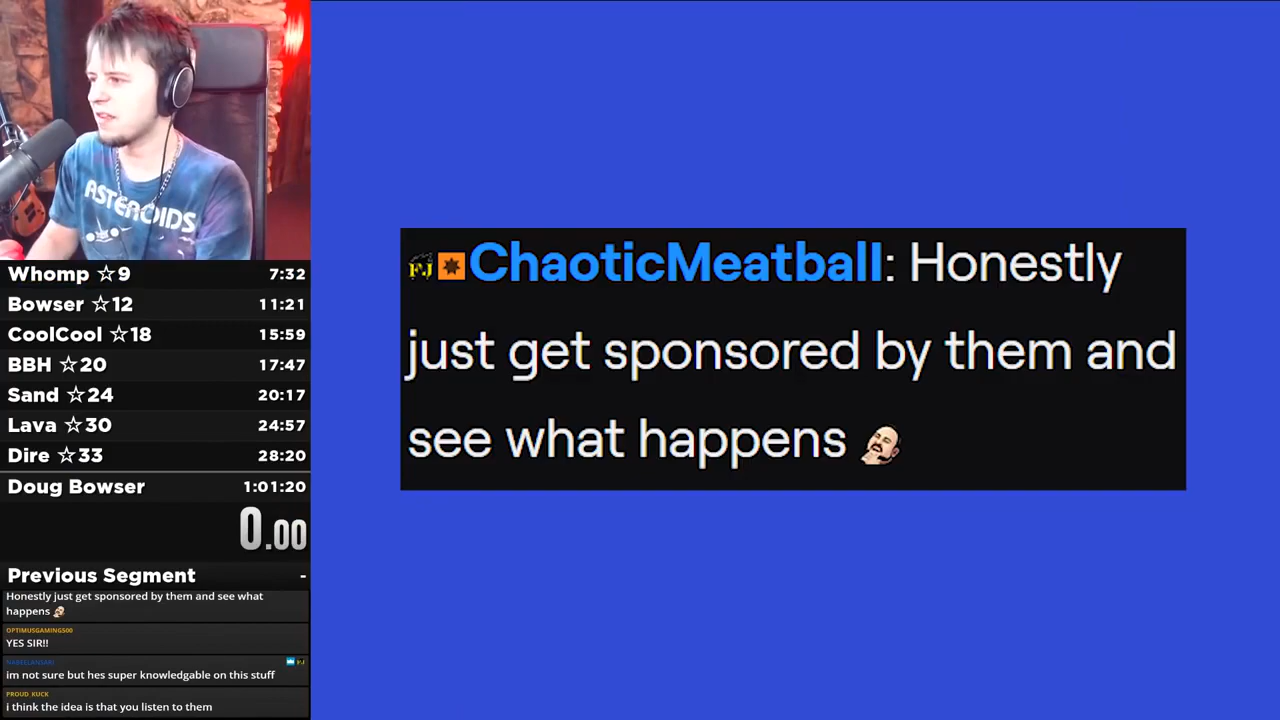 ASTEROIDS
Whomp ☆9 7:32
Bowser ☆12 11:21
CoolCool ☆18 15:59
BBH ☆20 17:47
Sand ☆24 20:17
Lava ☆30 24:57
Dire ☆33 28:20
Doug Bowser 1:01:20
0.00
Previous Segment -
Honestly just get sponsored by them and see what
happens
OPTIMUSGAMING500
YES SIR!!
im not sure but hes super knowledgable on this stuff
PROUD_KUCK
i think the idea is that you listen to them
FJ ChaoticMeatball: Honestly
just get sponsored by them and
see what happens